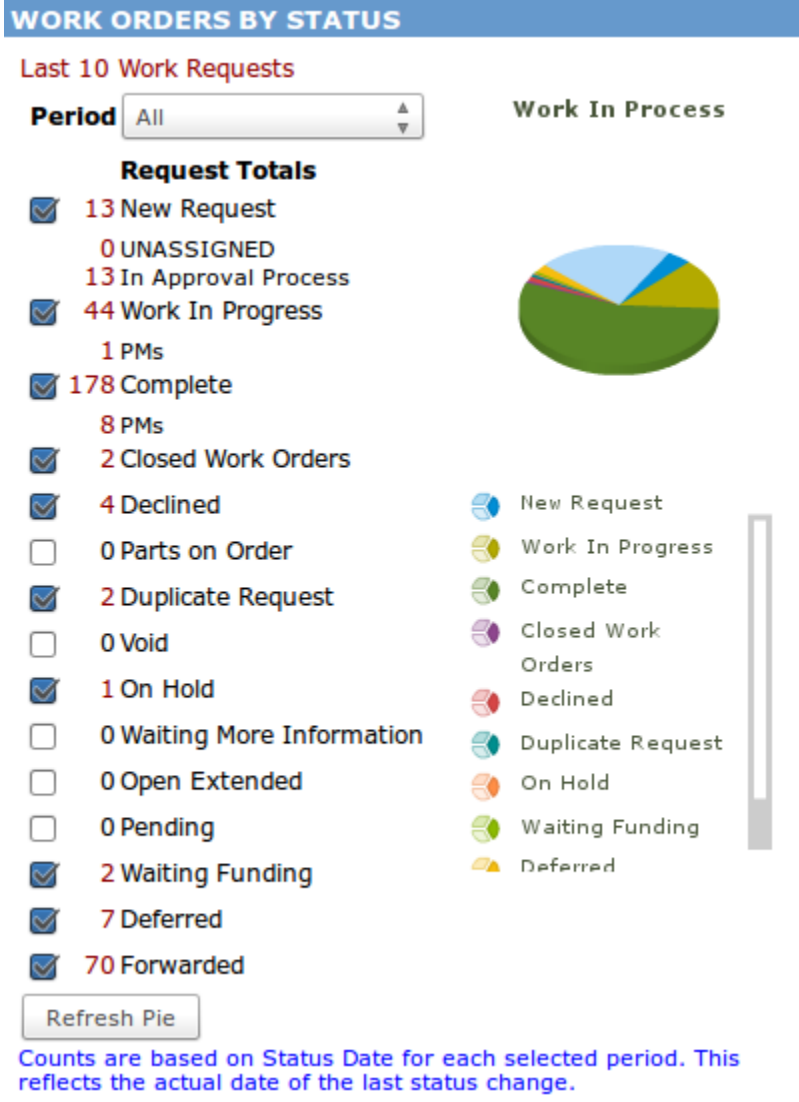 WORK ORDERS BY STATUS
Last 10 Work Requests
Period All
Work In Process
Request Totals
13 New Request
0 UNASSIGNED
13 In Approval Process
44 Work In Progress
1 PMs
178 Complete
8 PMs
2 Closed Work Orders
4 Declined
0 Parts on Order
2 Duplicate Request
0 Void
1 On Hold
0 Waiting More Information
0 Open Extended
0 Pending
2 Waiting Funding
7 Deferred
70 Forwarded
New Request
Work In Progress
Complete
Closed Work
Orders
Declined
Duplicate Request
On Hold
Waiting Funding
Deferred
Refresh Pie
Counts are based on Status Date for each selected period. This
reflects the actual date of the last status change.